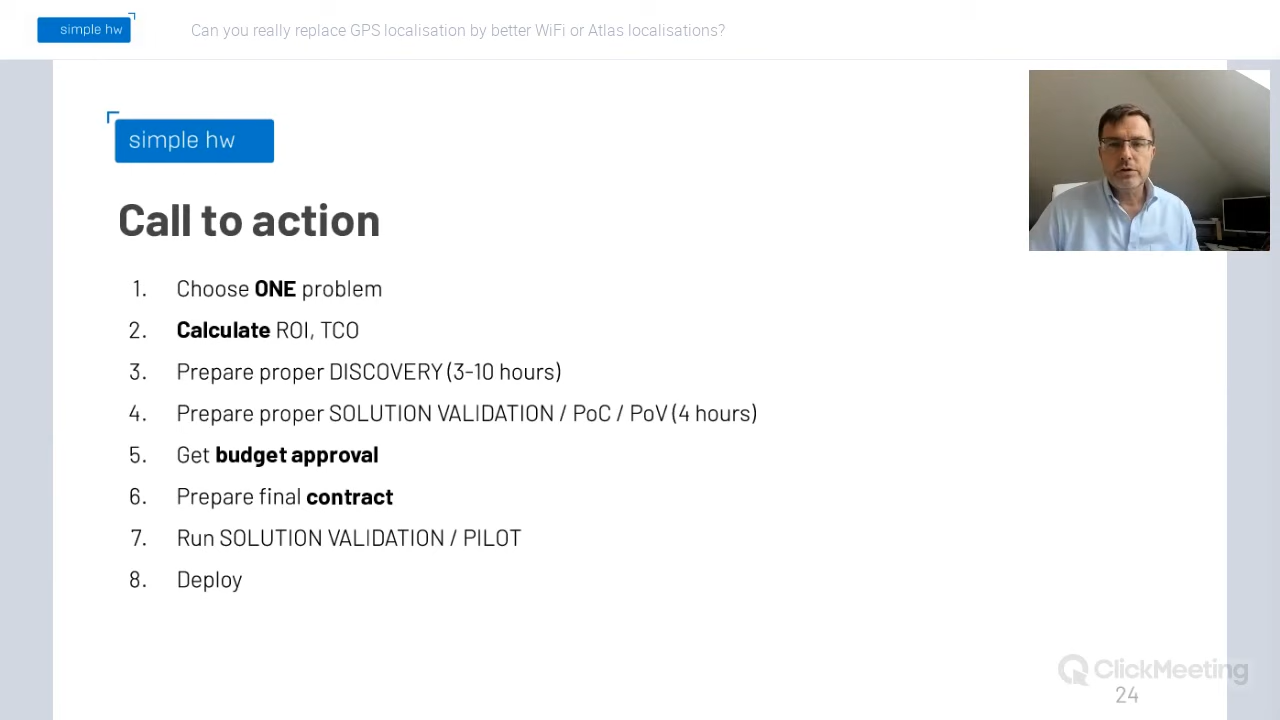 simple hw
Can you really replace GPS localisation by better WiFi or Atlas localisations?
simple hw
Call to action
1. Choose ONE problem
2. Calculate ROI, TCO
3. Prepare proper DISCOVERY (3-10 hours)
4. Prepare proper SOLUTION VALIDATION / PoC / PoV (4 hours)
5. Get budget approval
6. Prepare final contract
7. Run SOLUTION VALIDATION / PILOT
8. Deploy
ClickMeeting
24